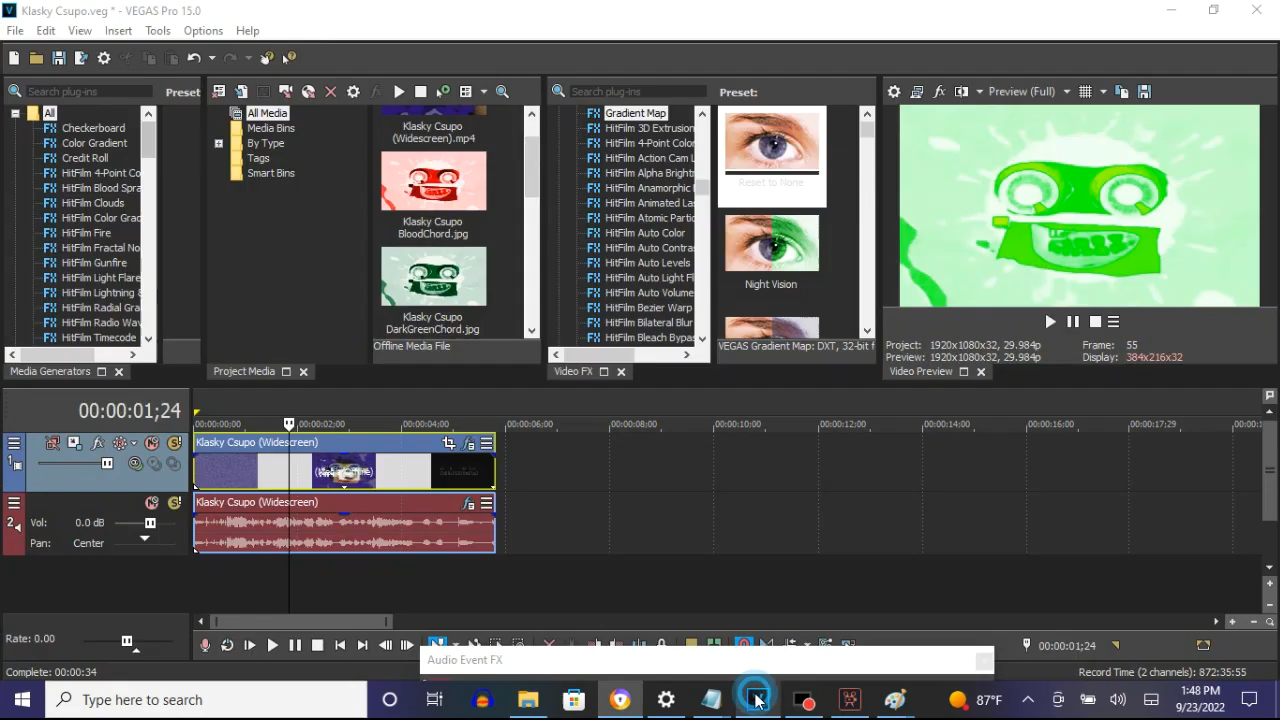 Klasky Csupo.veg * - VEGAS Pro 15.0
File Edit View Insert Tools Options Help
Search plug-ins
Preset:
All
Checkerboard
Color Gradient
Credit Roll
HitFilm 4-Point Co
HitFilm Clouds
HitFilm Color Grad
HitFilm Fire
HitFilm Fractal No
HitFilm Gunfire
HitFilm Light Flare
HitFilm Lightning &
HitFilm Radial Gra
HitFilm Radio Wav
HitFilm Timecode
Media Generators
All Media
Media Bins
By Type
Tags
Smart Bins
Klasky Csupo
(Widescreen).mp4
Klasky Csupo
BloodChord.jpg
Klasky Csupo
DarkGreenChord.jpg
Offline Media File
Project Media
Search plug-ins
Preset:
Gradient Map
HitFilm 3D Extrusion
HitFilm 4-Point Colo
HitFilm Action Cam L
HitFilm Alpha Bright
HitFilm Anamorphic
HitFilm Animated La
HitFilm Atomic Partic
HitFilm Auto Color
HitFilm Auto Contra
HitFilm Auto Levels
HitFilm Auto Light Fl
HitFilm Auto Volume
HitFilm Bezier Warp
HitFilm Bilateral Blur
HitFilm Bleach Bypas
Reset to None
Night Vision
VEGAS Gradient Map: DXT, 32-bit f
Video FX
Preview (Full)
Project: 1920x1080x32, 29.984p
Frame: 55
Preview: 1920x1080x32, 29.984p
Display: 384x216x32
Video Preview
00:00:01;24
00:00:00;00 00:00:02;00 00:00:04;00 00:00:06;00 00:00:08;00 00:00:10;00 00:00:12;00 00:00:14;00 00:00:16;00 00:00:17;29
1
Klasky Csupo (Widescreen)
2
Vol: 0.0 dB
Pan: Center
Klasky Csupo (Widescreen)
Rate: 0.00
00:00:01;24
Audio Event FX
Complete: 00:00:34
Record Time (2 channels): 872:35:55
Type here to search
87°F
1:48 PM
9/23/2022